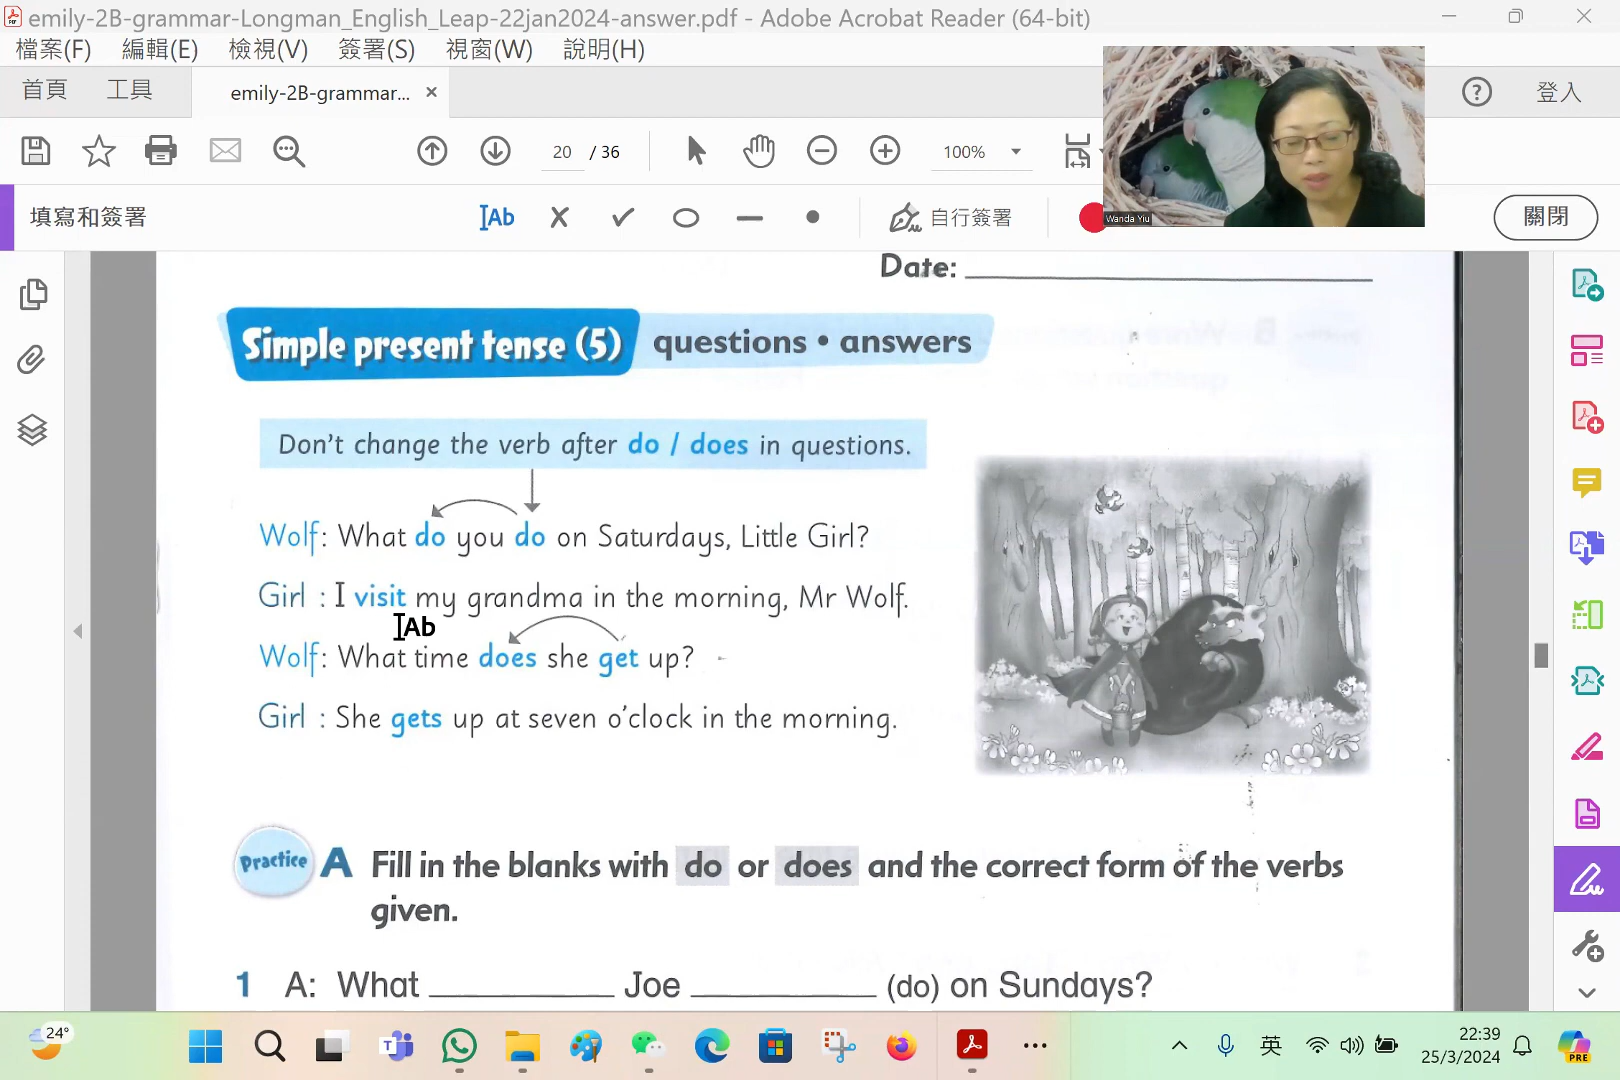 emily-2B-grammar-Longman_English_Leap-22jan2024-answer.pdf - Adobe Acrobat Reader (64-bit)
檔案(F) 編輯(E) 檢視(V) 簽署(S) 視窗(W) 說明(H)
首頁 工具 emily-2B-grammar... × 登入
20 / 36 100%
填寫和簽署 Ab 自行簽署 Wanda Yiu 關閉
Date:
Simple present tense (5) questions • answers
Don't change the verb after do / does in questions.
Wolf: What do you do on Saturdays, Little Girl?
Girl : I visit my grandma in the morning, Mr Wolf.
Ab
Wolf: What time does she get up?
Girl : She gets up at seven o'clock in the morning.
Practice A Fill in the blanks with do or does and the correct form of the verbs
given.
1 A: What __________ Joe __________ (do) on Sundays?
24° 英 22:39
25/3/2024
PRE